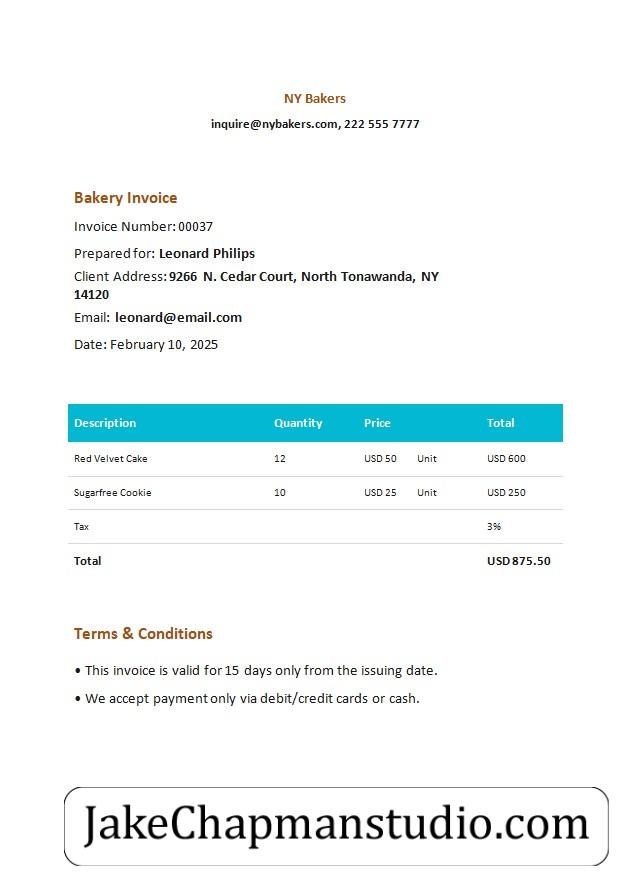 NY Bakers
inquire@nybakers.com, 222 555 7777
Bakery Invoice
Invoice Number: 00037
Prepared for: Leonard Philips
Client Address: 9266 N. Cedar Court, North Tonawanda, NY
14120
Email: leonard@email.com
Date: February 10, 2025
Description Quantity Price Total
Red Velvet Cake 12 USD 50 Unit USD 600
Sugarfree Cookie 10 USD 25 Unit USD 250
Tax 3%
Total USD 875.50
Terms & Conditions
• This invoice is valid for 15 days only from the issuing date.
• We accept payment only via debit/credit cards or cash.
JakeChapmanstudio.com